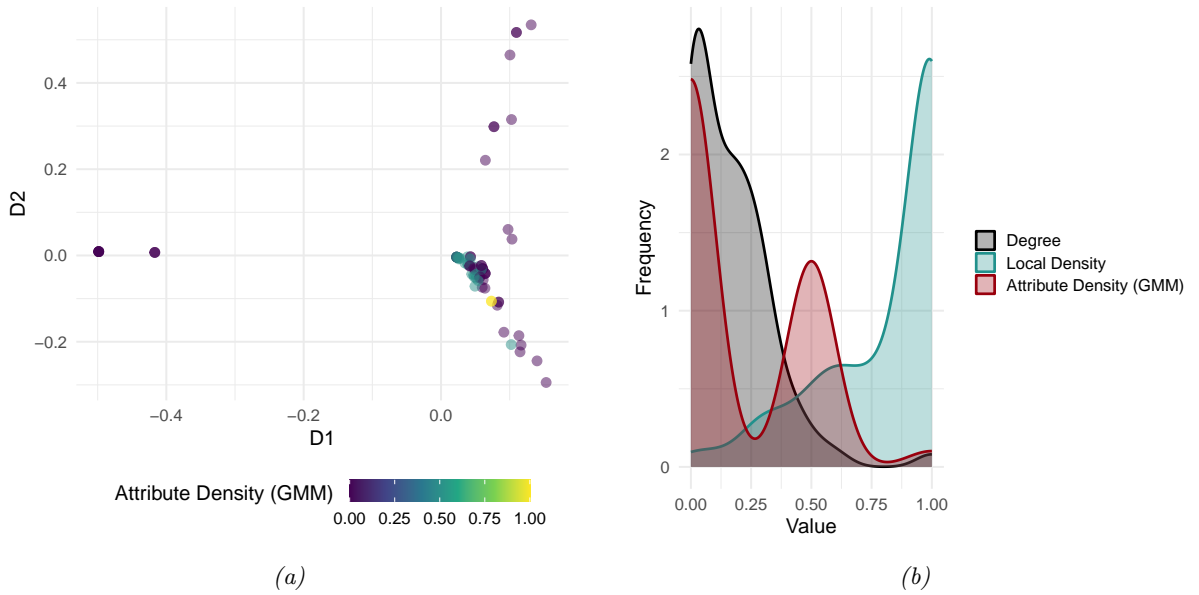 0.4
0.2
0.0
−0.2
D2
−0.4
−0.2
0.0
D1
Attribute Density (GMM)
0.00 0.25 0.50 0.75 1.00
(a)
2
1
0
Frequency
0.00 0.25 0.50 0.75 1.00
Value
Degree
Local Density
Attribute Density (GMM)
(b)